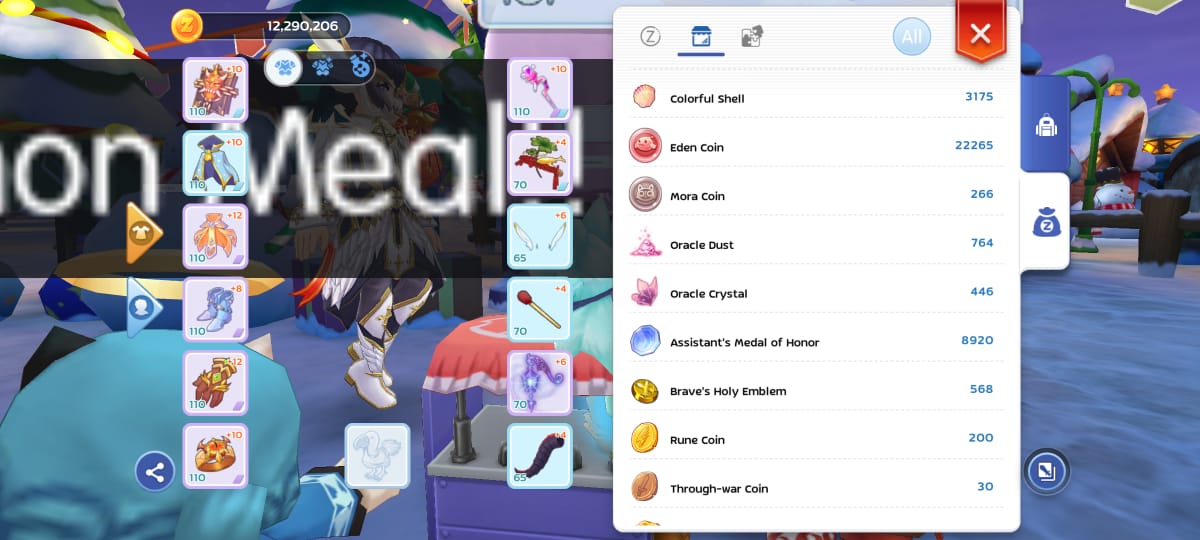 12,290,206
All
+10
110
+10
110
+10
110
+4
70
non Meal!!
+12
110
+6
65
+8
110
+4
70
+12
110
+6
70
+10
110
+4
65
Colorful Shell 3175
Eden Coin 22265
Mora Coin 266
Oracle Dust 764
Oracle Crystal 446
Assistant's Medal of Honor 8920
Brave's Holy Emblem 568
Rune Coin 200
Through-war Coin 30